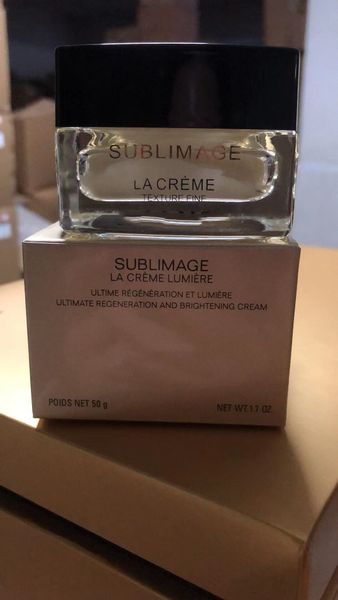 SUBLIMAGE
LA CRÈME
TEXTURE FINE
SUBLIMAGE
LA CRÈME LUMIÈRE
ULTIME RÉGÉNÉRATION ET LUMIÈRE
ULTIMATE REGENERATION AND BRIGHTENING CREAM
POIDS NET 50 g
NET WT. 1.7 OZ.